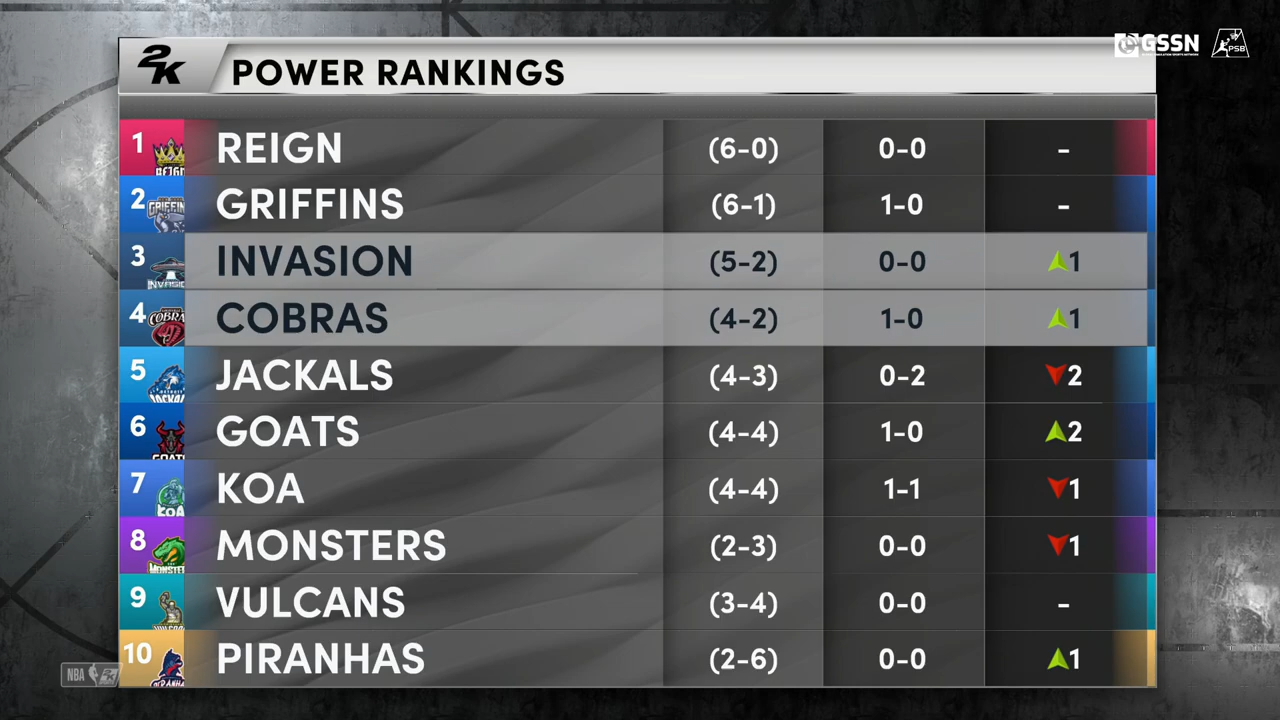 2K POWER RANKINGS
GSSN PSB
1 REIGN REIGN (6-0) 0-0 -
2 GRIFFINS (6-1) 1-0 -
3 INVASION (5-2) 0-0 1
4 COBRA COBRAS (4-2) 1-0 1
5 JACKALS (4-3) 0-2 2
6 GOATS (4-4) 1-0 2
7 KOA KOA (4-4) 1-1 1
8 MONSTERS (2-3) 0-0 1
9 VULCANS (3-4) 0-0 -
10 PIRANHAS (2-6) 0-0 1
NBA 2K